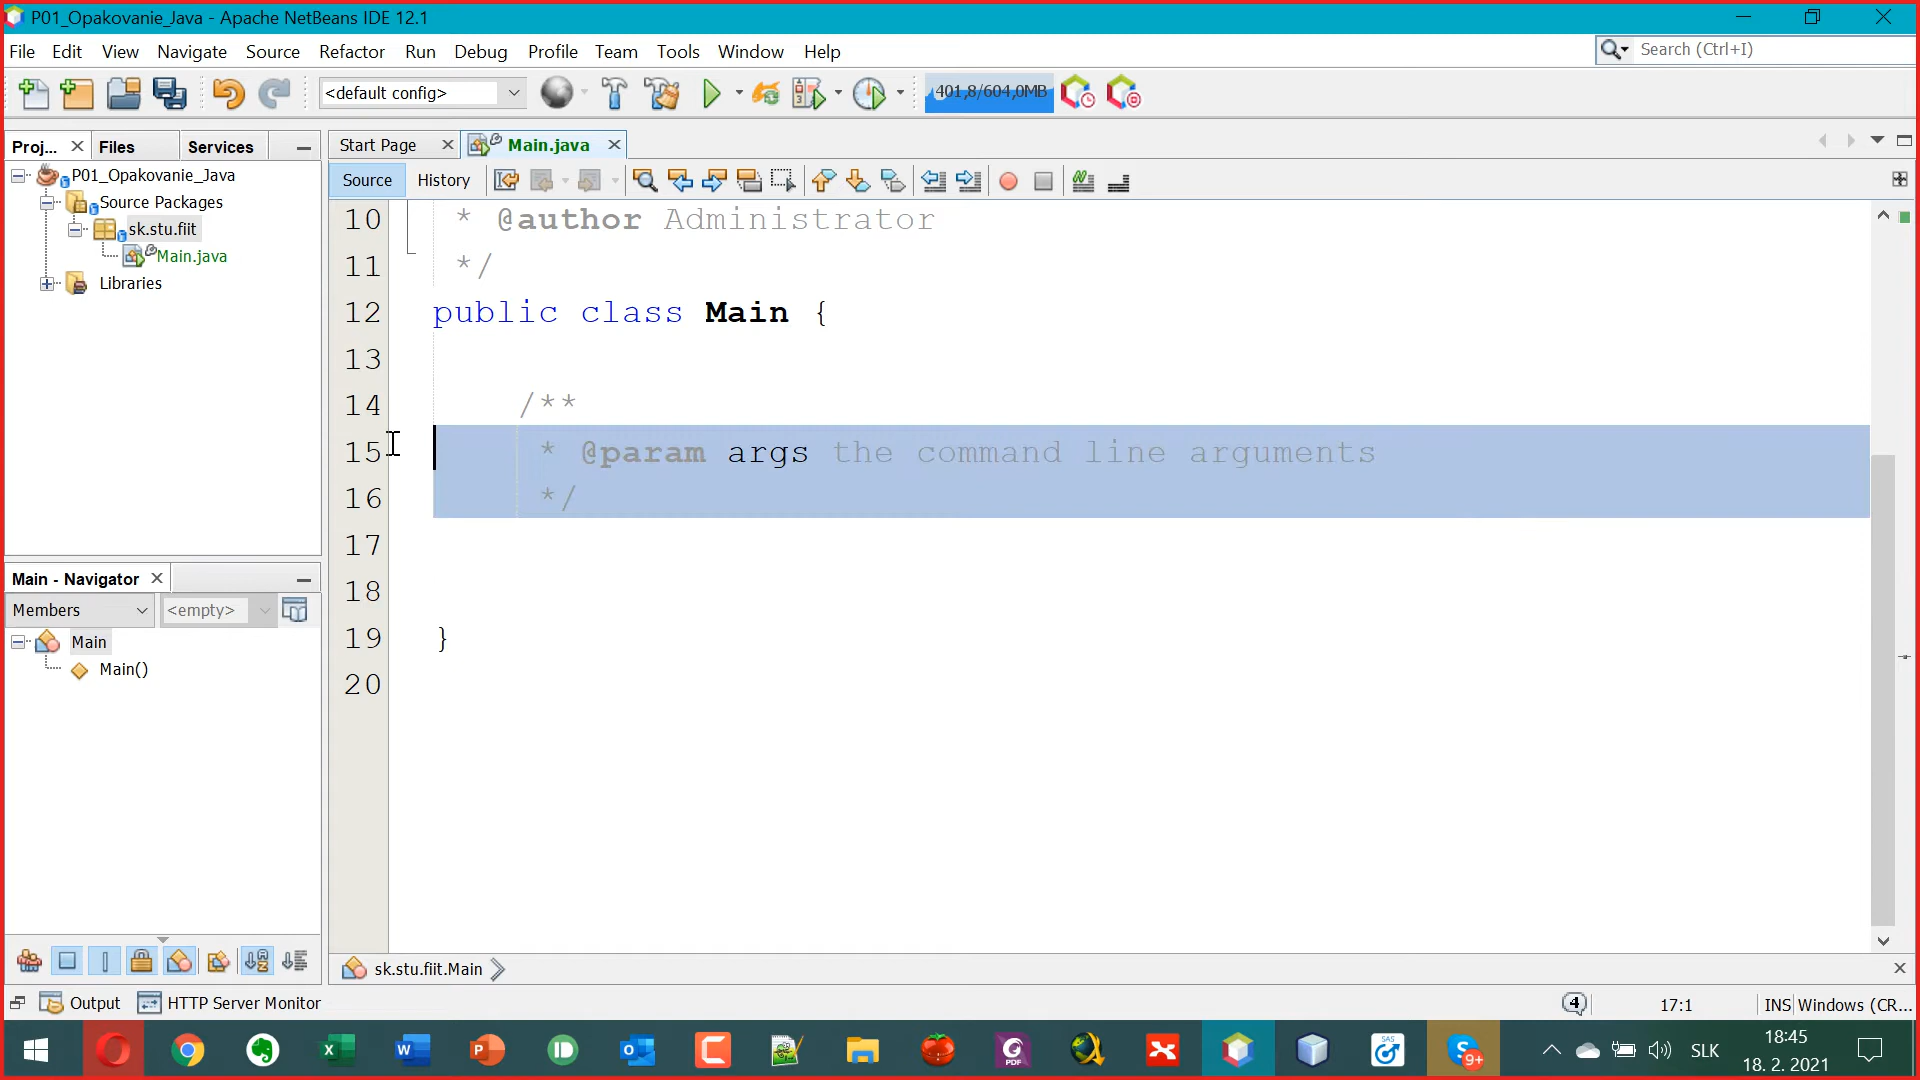 P01_Opakovanie_Java - Apache NetBeans IDE 12.1
File Edit View Navigate Source Refactor Run Debug Profile Team Tools Window Help
Search (Ctrl+I)
<default config>
401,8/604,0MB
Proj... Files Services
Start Page Main.java
Source History
P01_Opakovanie_Java
Source Packages
sk.stu.fiit
Main.java
Libraries
10 * @author Administrator
11 */
12 public class Main {
13
14 /**
15 * @param args the command line arguments
16 */
17
18
19 }
20
Main - Navigator
Members <empty>
Main
Main()
sk.stu.fiit.Main
Output HTTP Server Monitor
4 17:1 INS Windows (CR...
SLK
18:45
18. 2. 2021
9+